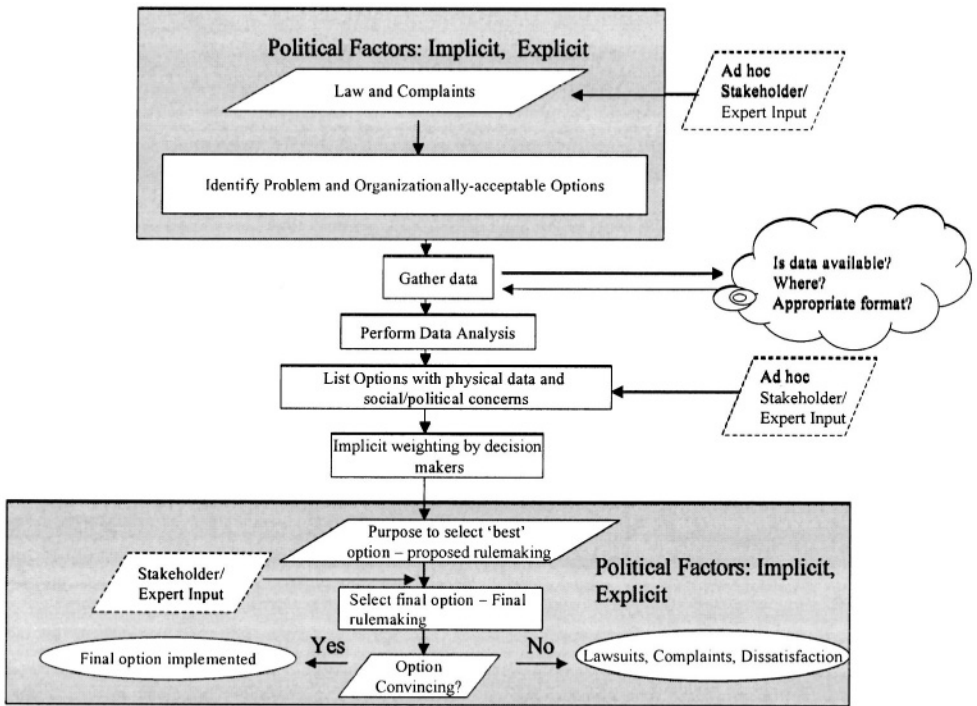 Political Factors: Implicit, Explicit
Law and Complaints
Ad hoc
Stakeholder/
Expert Input
Identify Problem and Organizationally-acceptable Options
Gather data
Is data available?
Where?
Appropriate format?
Perform Data Analysis
List Options with physical data and
social/political concerns
Ad hoc
Stakeholder/
Expert Input
Implicit weighting by decision
makers
Purpose to select ‘best’
option – proposed rulemaking
Stakeholder/
Expert Input
Political Factors: Implicit,
Explicit
Select final option – Final
rulemaking
Yes
No
Final option implemented
Option
Convincing?
Lawsuits, Complaints, Dissatisfaction